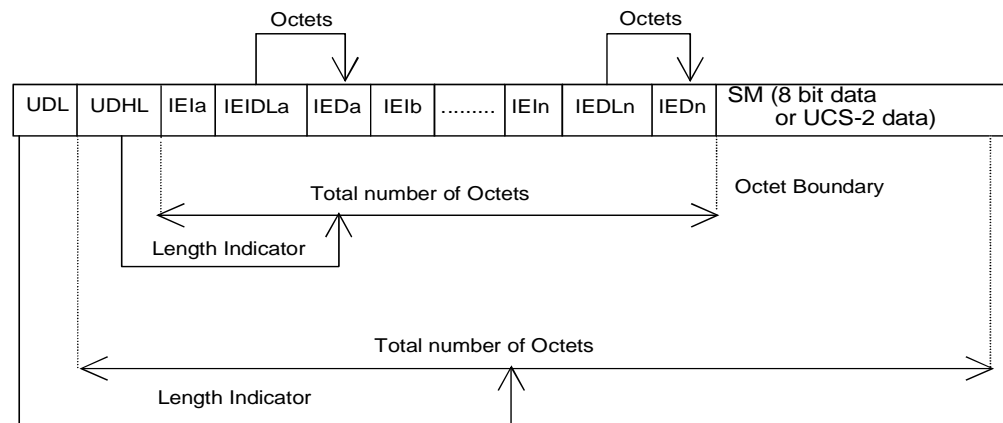 Octets Octets
UDL UDHL IEIa IEIDLa IEDa IEIb ......... IEIn IEDLn IEDn SM (8 bit data
or UCS-2 data)
Total number of Octets Octet Boundary
Length Indicator
Total number of Octets
Length Indicator